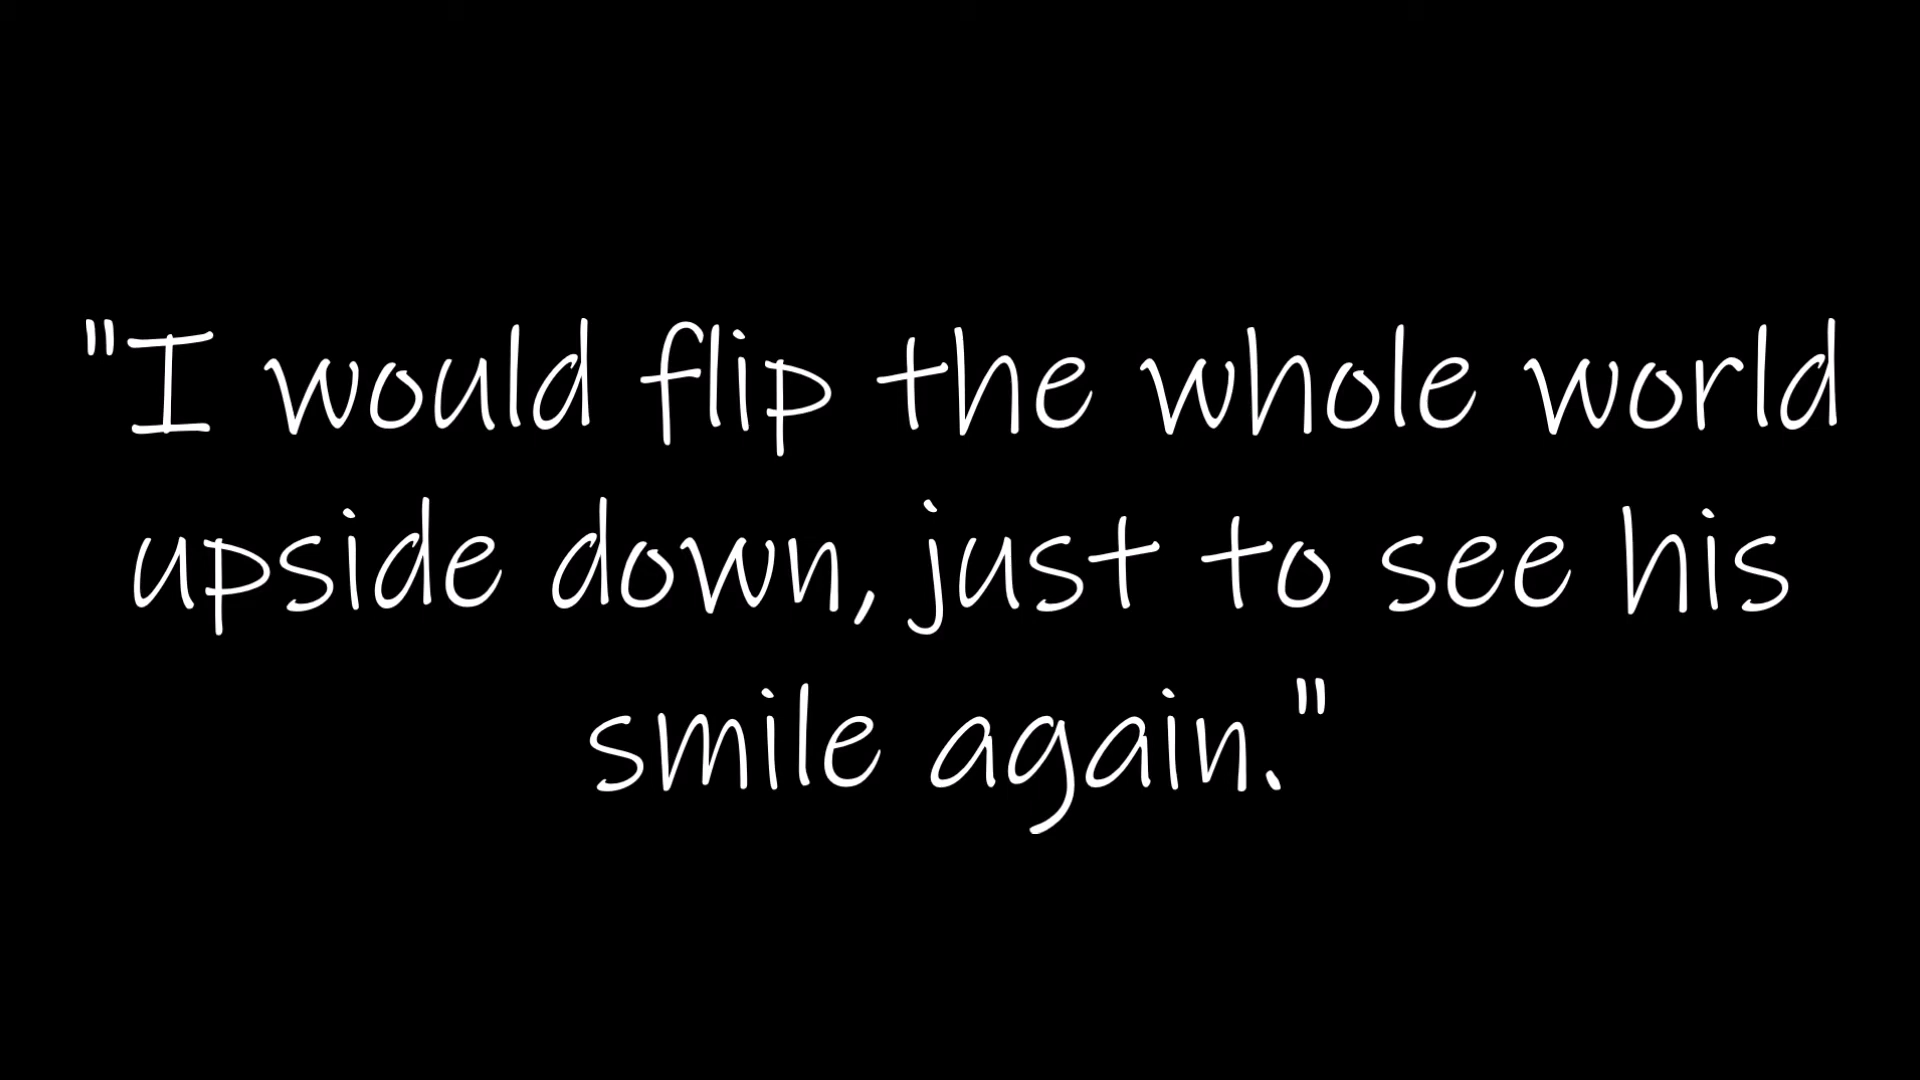 "I would flip the whole world
upside down, just to see his
smile again."